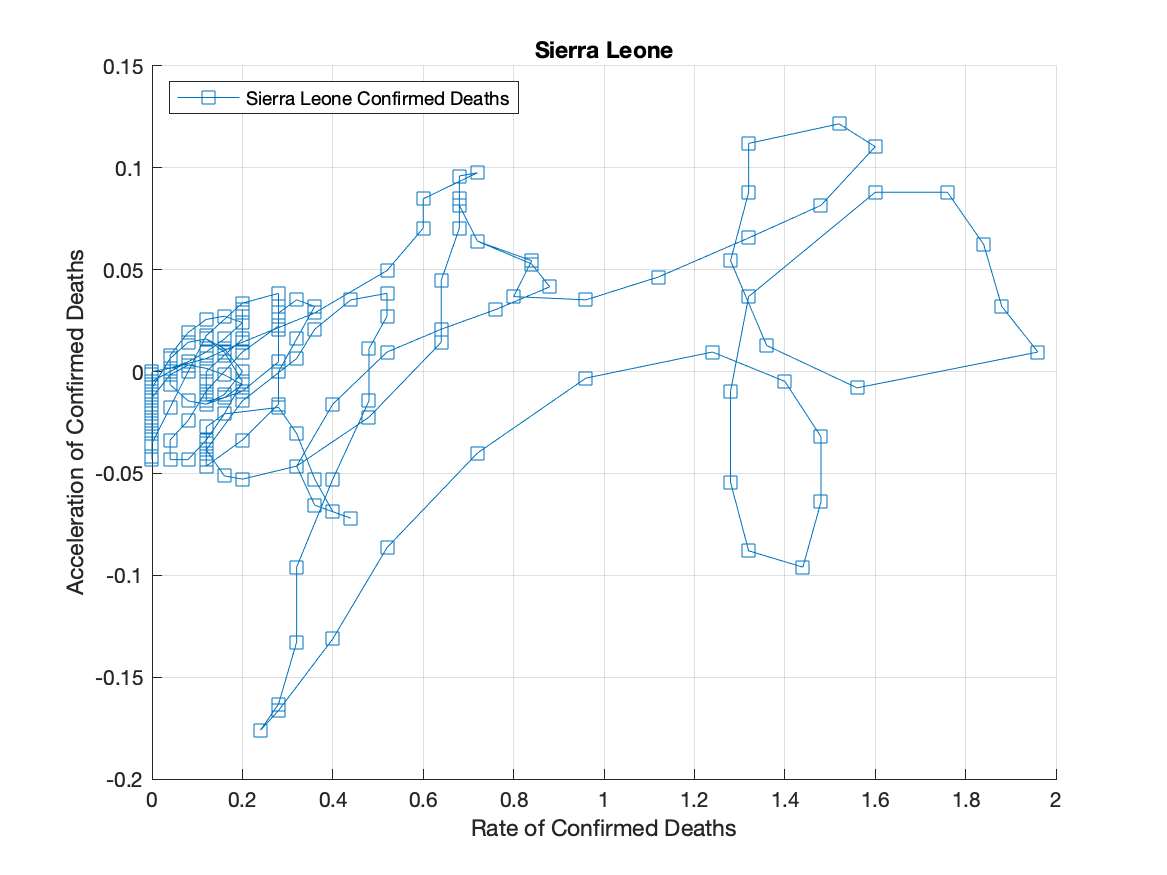 Sierra Leone
Sierra Leone Confirmed Deaths
Acceleration of Confirmed Deaths
0.15
0.1
0.05
0
-0.05
-0.1
-0.15
-0.2
0 0.2 0.4 0.6 0.8 1 1.2 1.4 1.6 1.8 2
Rate of Confirmed Deaths